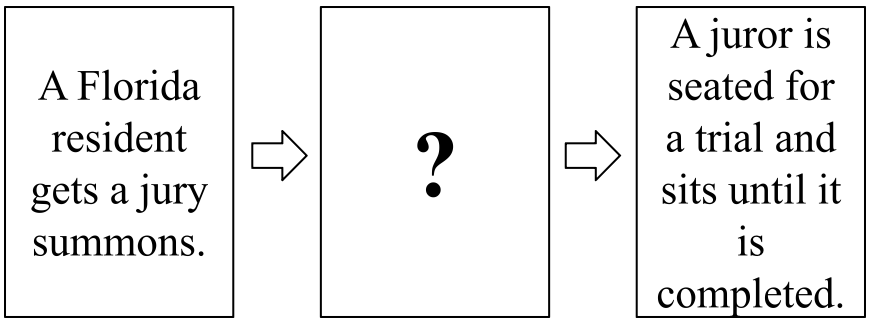 A Florida
resident
gets a jury
summons.
?
A juror is
seated for
a trial and
sits until it
is
completed.